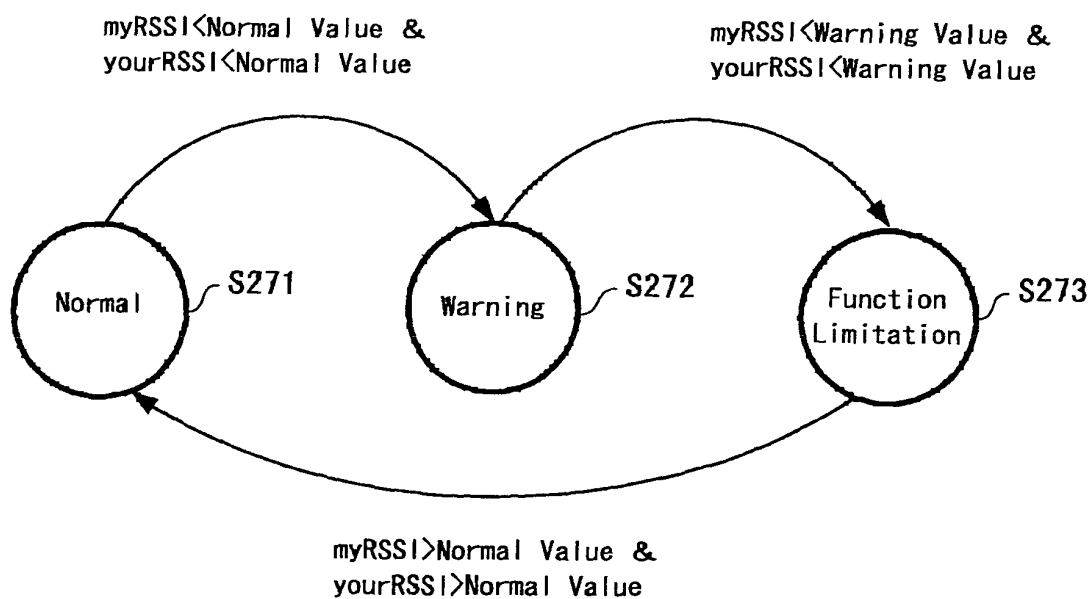 myRSSI<Normal Value &
yourRSSI<Normal Value
myRSSI<Warning Value &
yourRSSI<Warning Value
Normal
S271
Warning
S272
Function
Limitation
S273
myRSSI>Normal Value &
yourRSSI>Normal Value